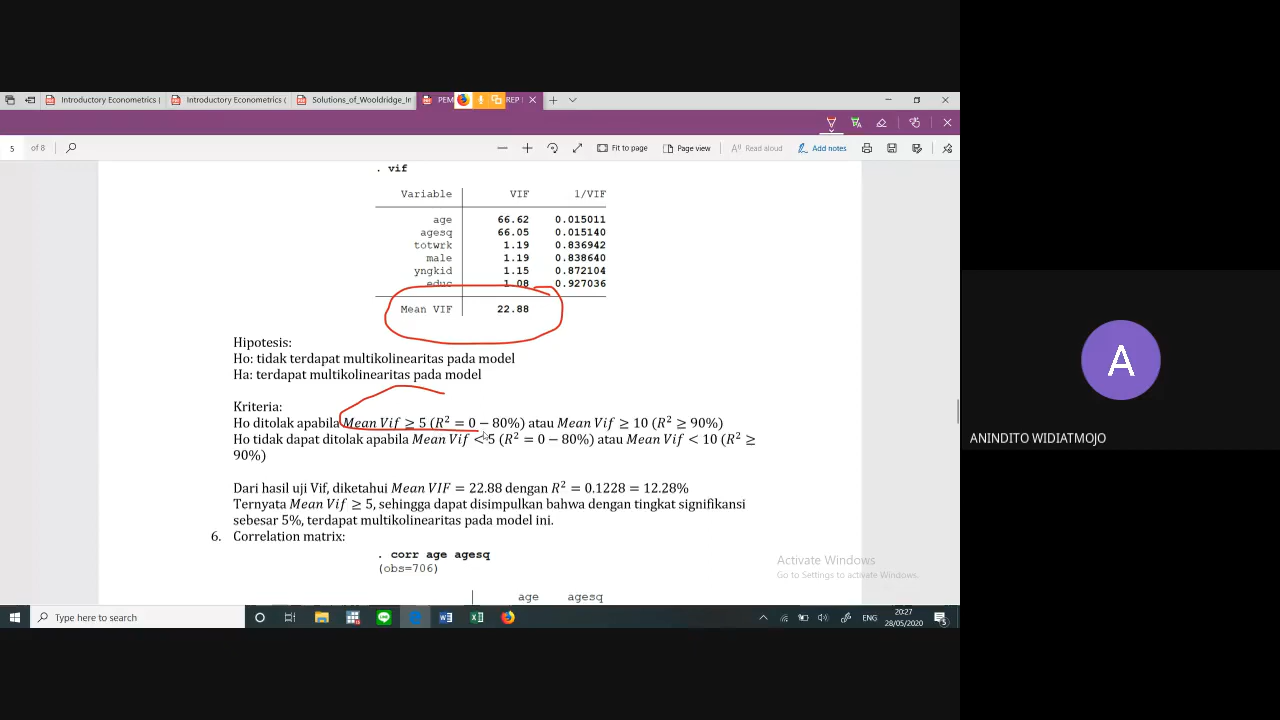 Introductory Econometrics (
Introductory Econometrics (
Solutions_of_Wooldridge_In
PEM
REP
5 of 8
Fit to page
Page view
Read aloud
Add notes
. vif
Variable VIF 1/VIF
age 66.62 0.015011
agesq 66.05 0.015140
totwrk 1.19 0.836942
male 1.19 0.838640
yngkid 1.15 0.872104
educ 1.08 0.927036
Mean VIF 22.88
Hipotesis:
Ho: tidak terdapat multikolinearitas pada model
Ha: terdapat multikolinearitas pada model
Kriteria:
Ho ditolak apabila Mean Vif ≥ 5 (R² = 0 − 80%) atau Mean Vif ≥ 10 (R² ≥ 90%)
Ho tidak dapat ditolak apabila Mean Vif < 5 (R² = 0 − 80%) atau Mean Vif < 10 (R² ≥
90%)
Dari hasil uji Vif, diketahui Mean VIF = 22.88 dengan R² = 0.1228 = 12.28%
Ternyata Mean Vif ≥ 5, sehingga dapat disimpulkan bahwa dengan tingkat signifikansi
sebesar 5%, terdapat multikolinearitas pada model ini.
6. Correlation matrix:
. corr age agesq
(obs=706)
age agesq
Activate Windows
Go to Settings to activate Windows.
Type here to search
ENG
20:27
28/05/2020
A
ANINDITO WIDIATMOJO